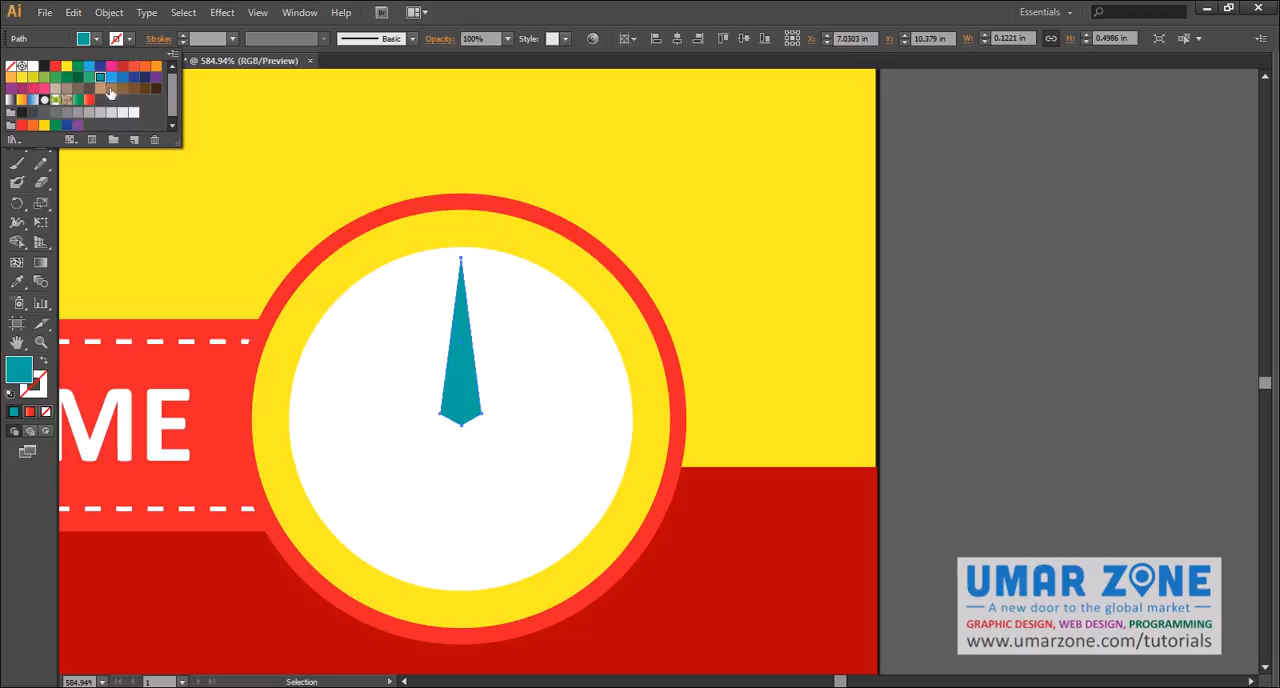 Ai File Edit Object Type Select Effect View Window Help Br Essentials
Path Stroke: Basic Opacity: 100% Style: X: 7.0303 in Y: 10.379 in W: 0.1221 in H: 0.4986 in
* @ 584.94% (RGB/Preview) ×
ME
UMAR ZONE
A new door to the global market
GRAPHIC DESIGN, WEB DESIGN, PROGRAMMING
www.umarzone.com/tutorials
584.94% 1 Selection